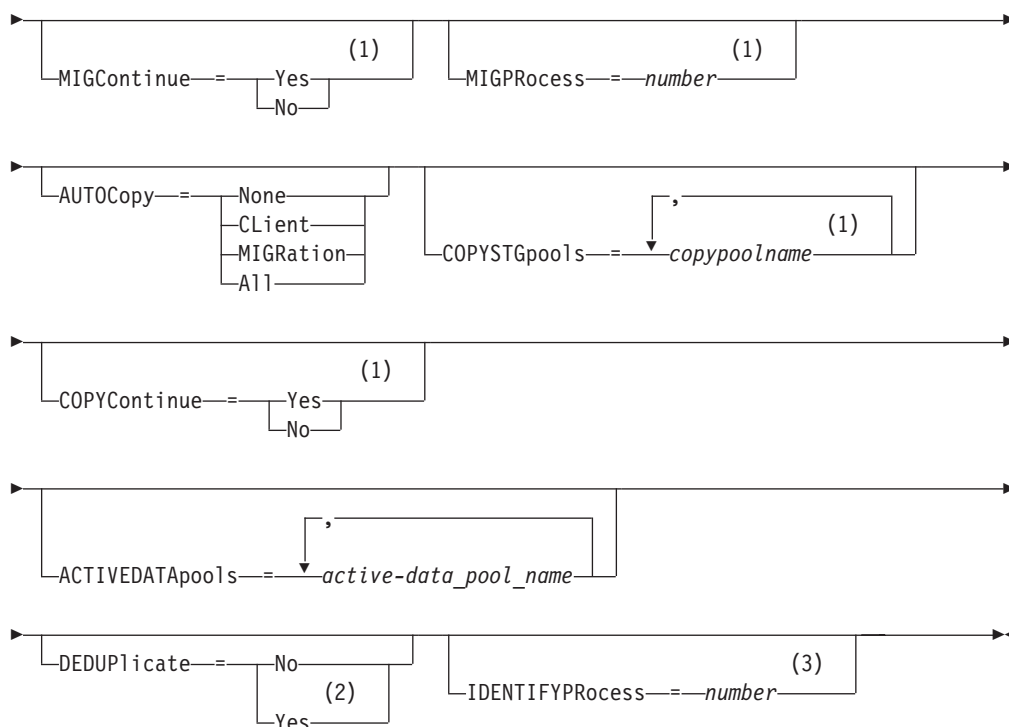 (1) (1)
MIGContinue = Yes MIGPRocess = number
No
AUTOCopy = None ,
CLient (1)
MIGRation COPYSTGpools = copypoolname
All
(1)
COPYContinue = Yes
No
,
ACTIVEDATApools = active-data_pool_name
DEDUPlicate = No (3)
(2) IDENTIFYPRocess = number
Yes